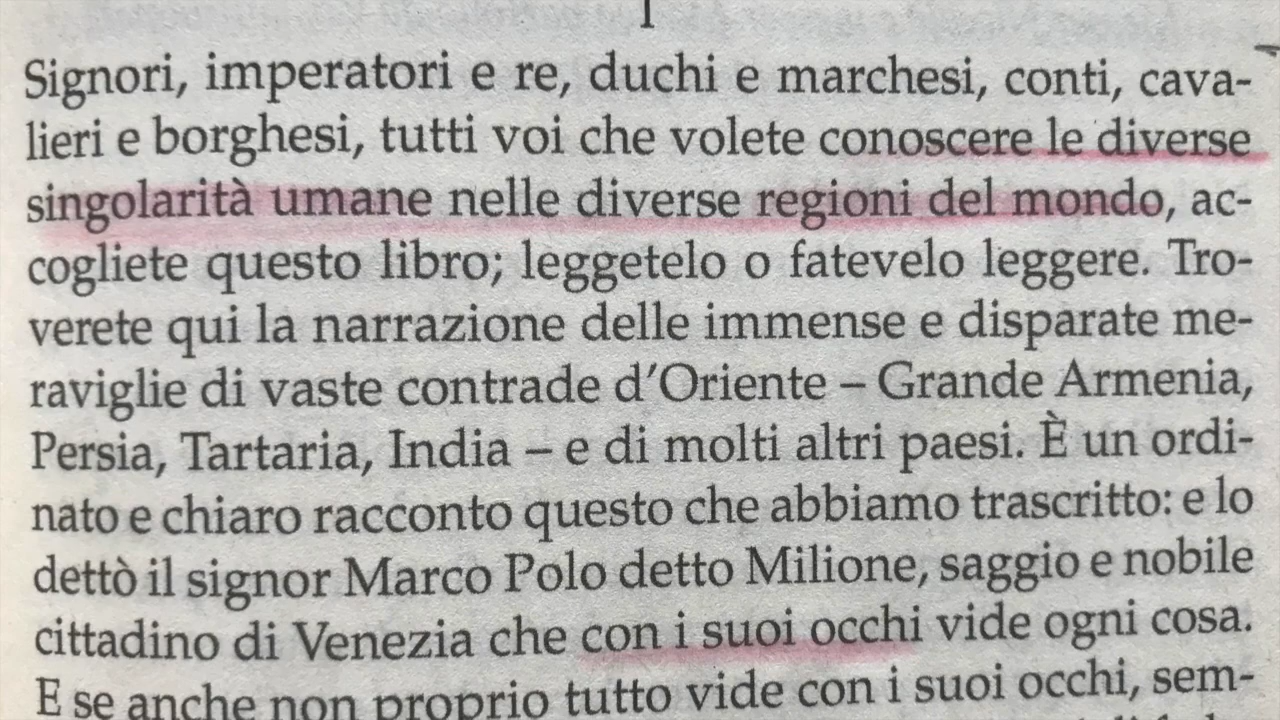 I
Signori, imperatori e re, duchi e marchesi, conti, cava-
lieri e borghesi, tutti voi che volete conoscere le diverse
singolarità umane nelle diverse regioni del mondo, ac-
cogliete questo libro; leggetelo o fatevelo leggere. Tro-
verete qui la narrazione delle immense e disparate me-
raviglie di vaste contrade d’Oriente – Grande Armenia,
Persia, Tartaria, India – e di molti altri paesi. È un ordi-
nato e chiaro racconto questo che abbiamo trascritto: e lo
dettò il signor Marco Polo detto Milione, saggio e nobile
cittadino di Venezia che con i suoi occhi vide ogni cosa.
E se anche non proprio tutto vide con i suoi occhi, sem-